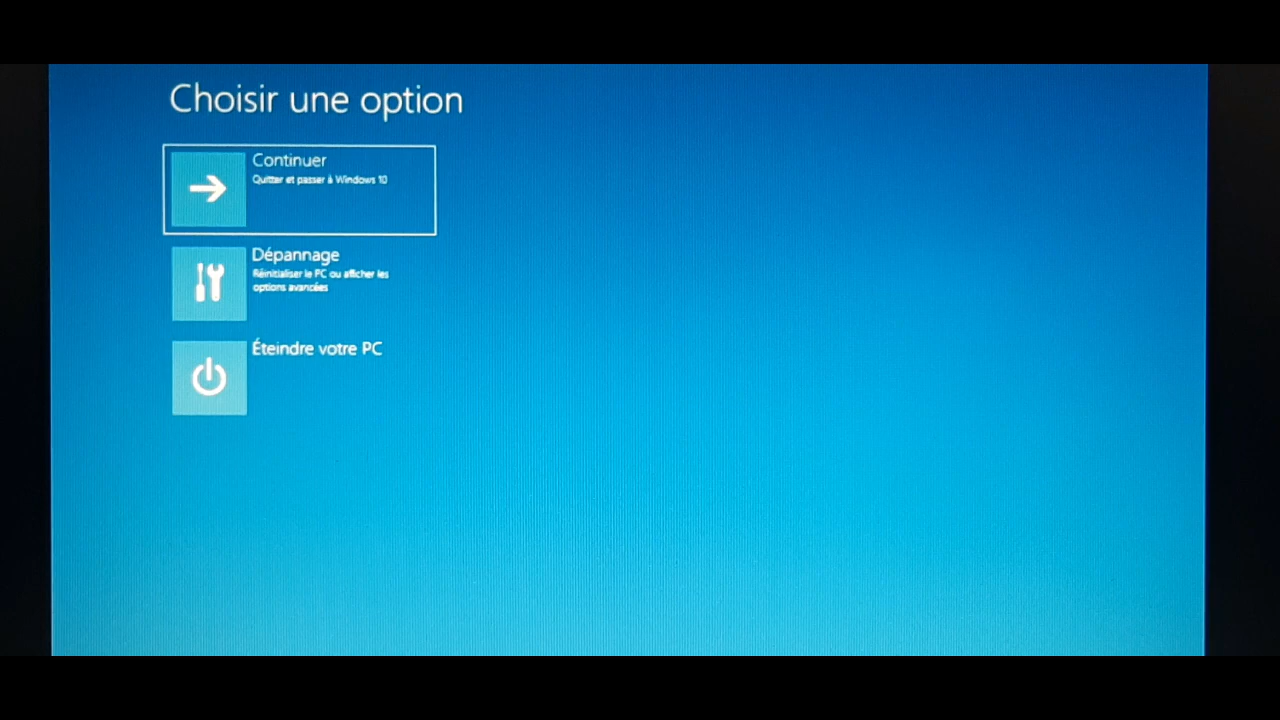 Choisir une option
Continuer
Quitter et passer à Windows 10
Dépannage
Réinitialiser le PC ou afficher les
options avancées
Éteindre votre PC